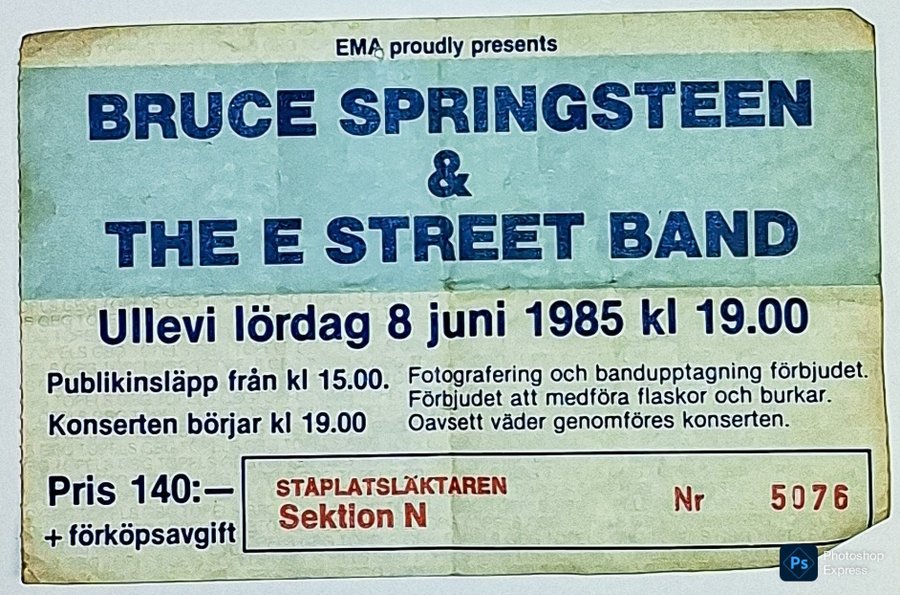 EMA proudly presents
BRUCE SPRINGSTEEN
&
THE E STREET BAND
Ullevi lördag 8 juni 1985 kl 19.00
Publikinsläpp från kl 15.00.
Konserten börjar kl 19.00
Fotografering och bandupptagning förbjudet.
Förbjudet att medföra flaskor och burkar.
Oavsett väder genomföres konserten.
Pris 140:—
+ förköpsavgift
STÅPLATSLÄKTAREN
Sektion N
Nr 5076
Ps Photoshop
Express